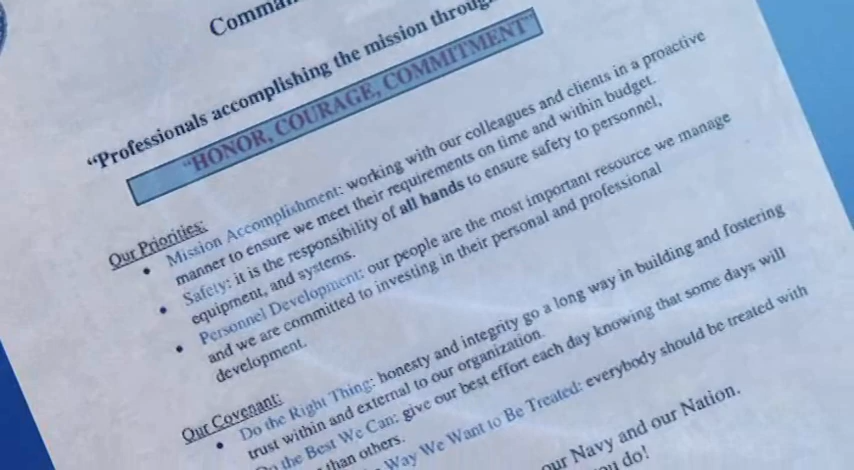 Comman
“Professionals accomplishing the mission throug
“HONOR, COURAGE, COMMITMENT”
Our Priorities:
• Mission Accomplishment: working with our colleagues and clients in a proactive
manner to ensure we meet their requirements on time and within budget.
• Safety: it is the responsibility of all hands to ensure safety to personnel,
equipment, and systems.
• Personnel Development: our people are the most important resource we manage
and we are committed to investing in their personal and professional
development.
Our Covenant:
• Do the Right Thing: honesty and integrity go a long way in building and fostering
trust within and external to our organization.
Do the Best We Can: give our best effort each day knowing that some days will
than others.
Way We Want to Be Treated: everybody should be treated with
our Navy and our Nation.
you do!